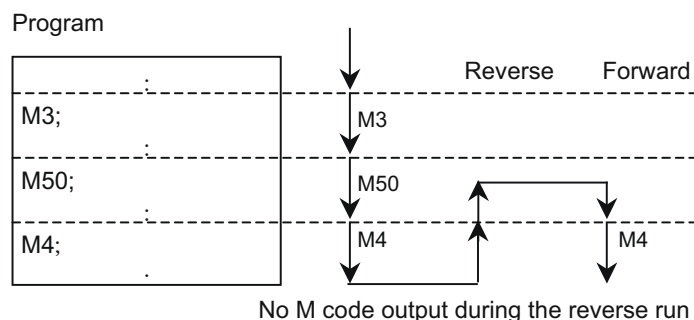 Program
Reverse Forward
:
M3; M3
:
:
M50; M50
:
:
M4; M4 M4
.
No M code output during the reverse run